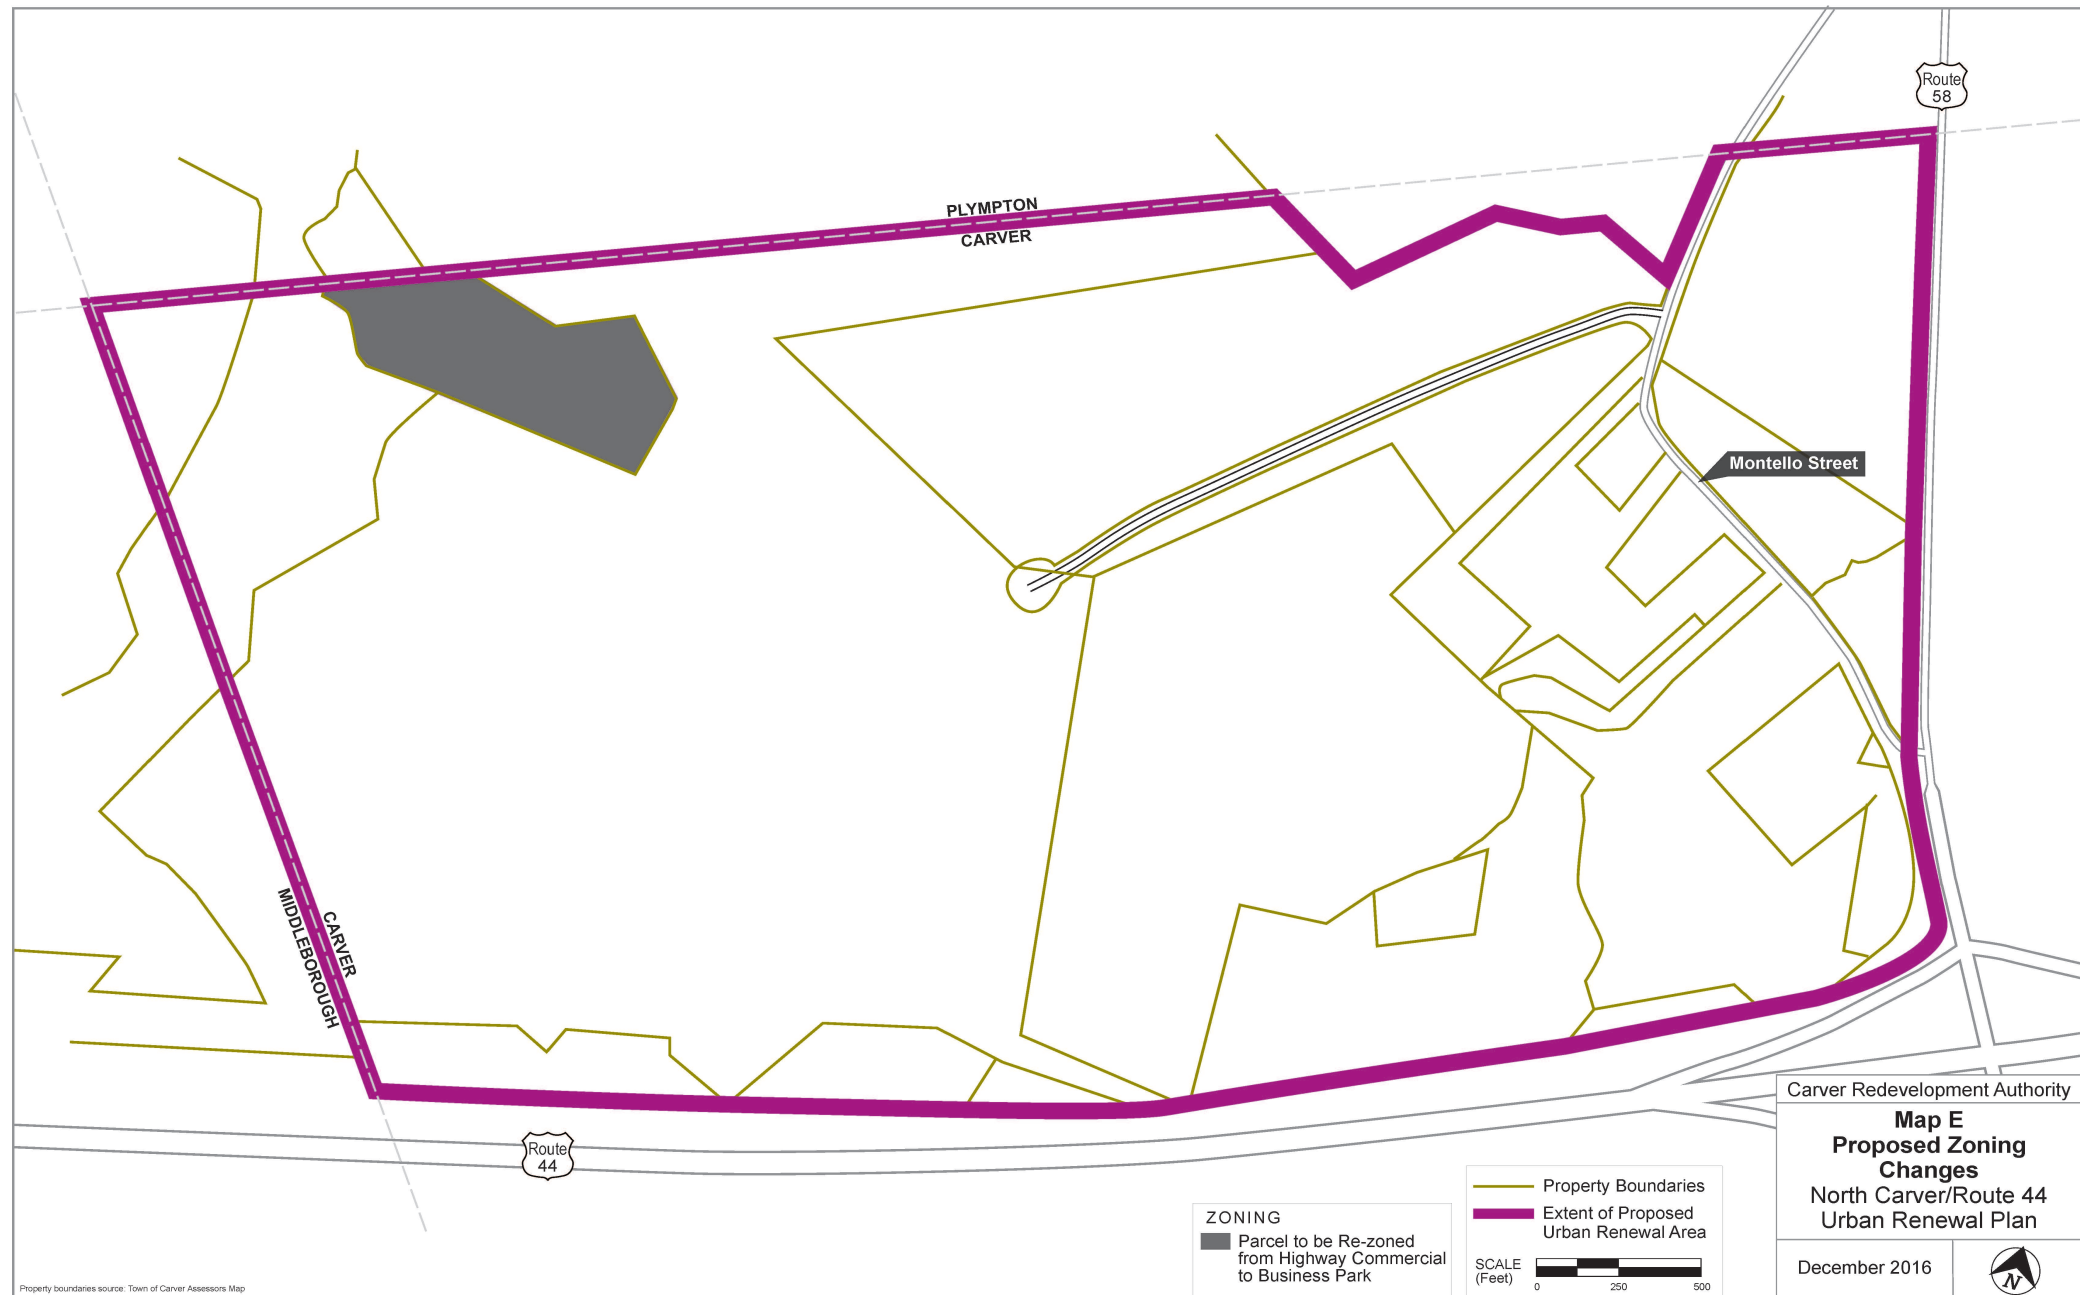 Route
58
PLYMPTON
CARVER
Montello Street
CARVER
MIDDLEBOROUGH
Route
44
Carver Redevelopment Authority
Map E
Proposed Zoning
Changes
North Carver/Route 44
Urban Renewal Plan
December 2016
N
Property Boundaries
Extent of Proposed
Urban Renewal Area
SCALE
(Feet)
0 250 500
ZONING
Parcel to be Re-zoned
from Highway Commercial
to Business Park
Property boundaries source: Town of Carver Assessors Map